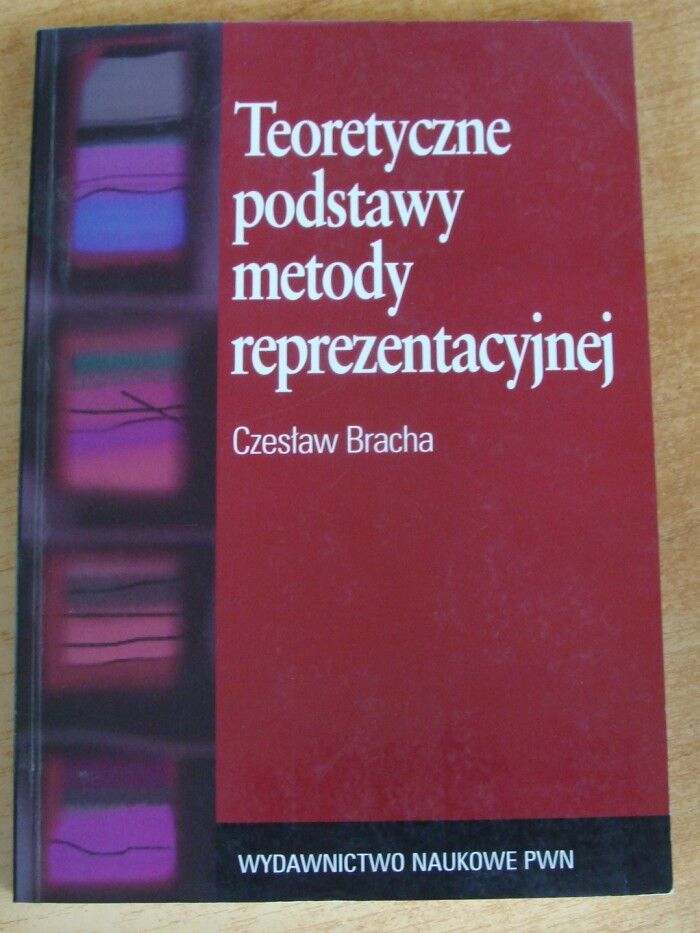 Teoretyczne
podstawy
metody
reprezentacyjnej
Czesław Bracha
WYDAWNICTWO NAUKOWE PWN